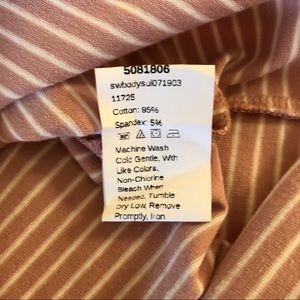 5081806
swbodysui071903
11725
Cotton: 95%
Spandex: 5%
Machine Wash
Cold Gentle, With
Like Colors,
Non-Chlorine
Bleach When
Needed, Tumble
Dry Low, Remove
Promptly, Iron